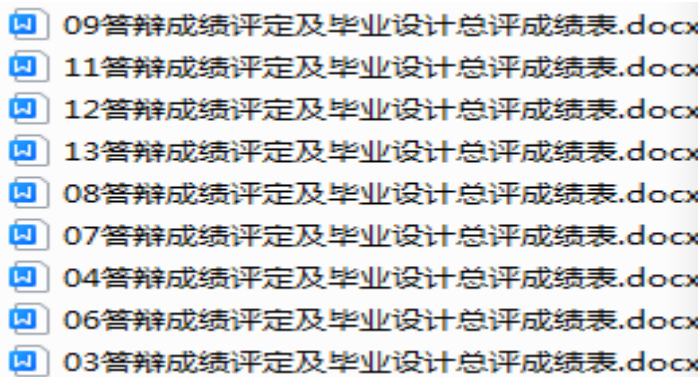 09答辩成绩评定及毕业设计总评成绩表.docx
11答辩成绩评定及毕业设计总评成绩表.docx
12答辩成绩评定及毕业设计总评成绩表.docx
13答辩成绩评定及毕业设计总评成绩表.docx
08答辩成绩评定及毕业设计总评成绩表.docx
07答辩成绩评定及毕业设计总评成绩表.docx
04答辩成绩评定及毕业设计总评成绩表.docx
06答辩成绩评定及毕业设计总评成绩表.docx
03答辩成绩评定及毕业设计总评成绩表.docx